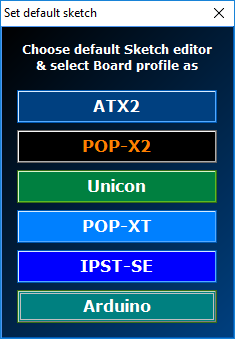 Set default sketch
Choose default Sketch editor
& select Board profile as
ATX2
POP-X2
Unicon
POP-XT
IPST-SE
Arduino